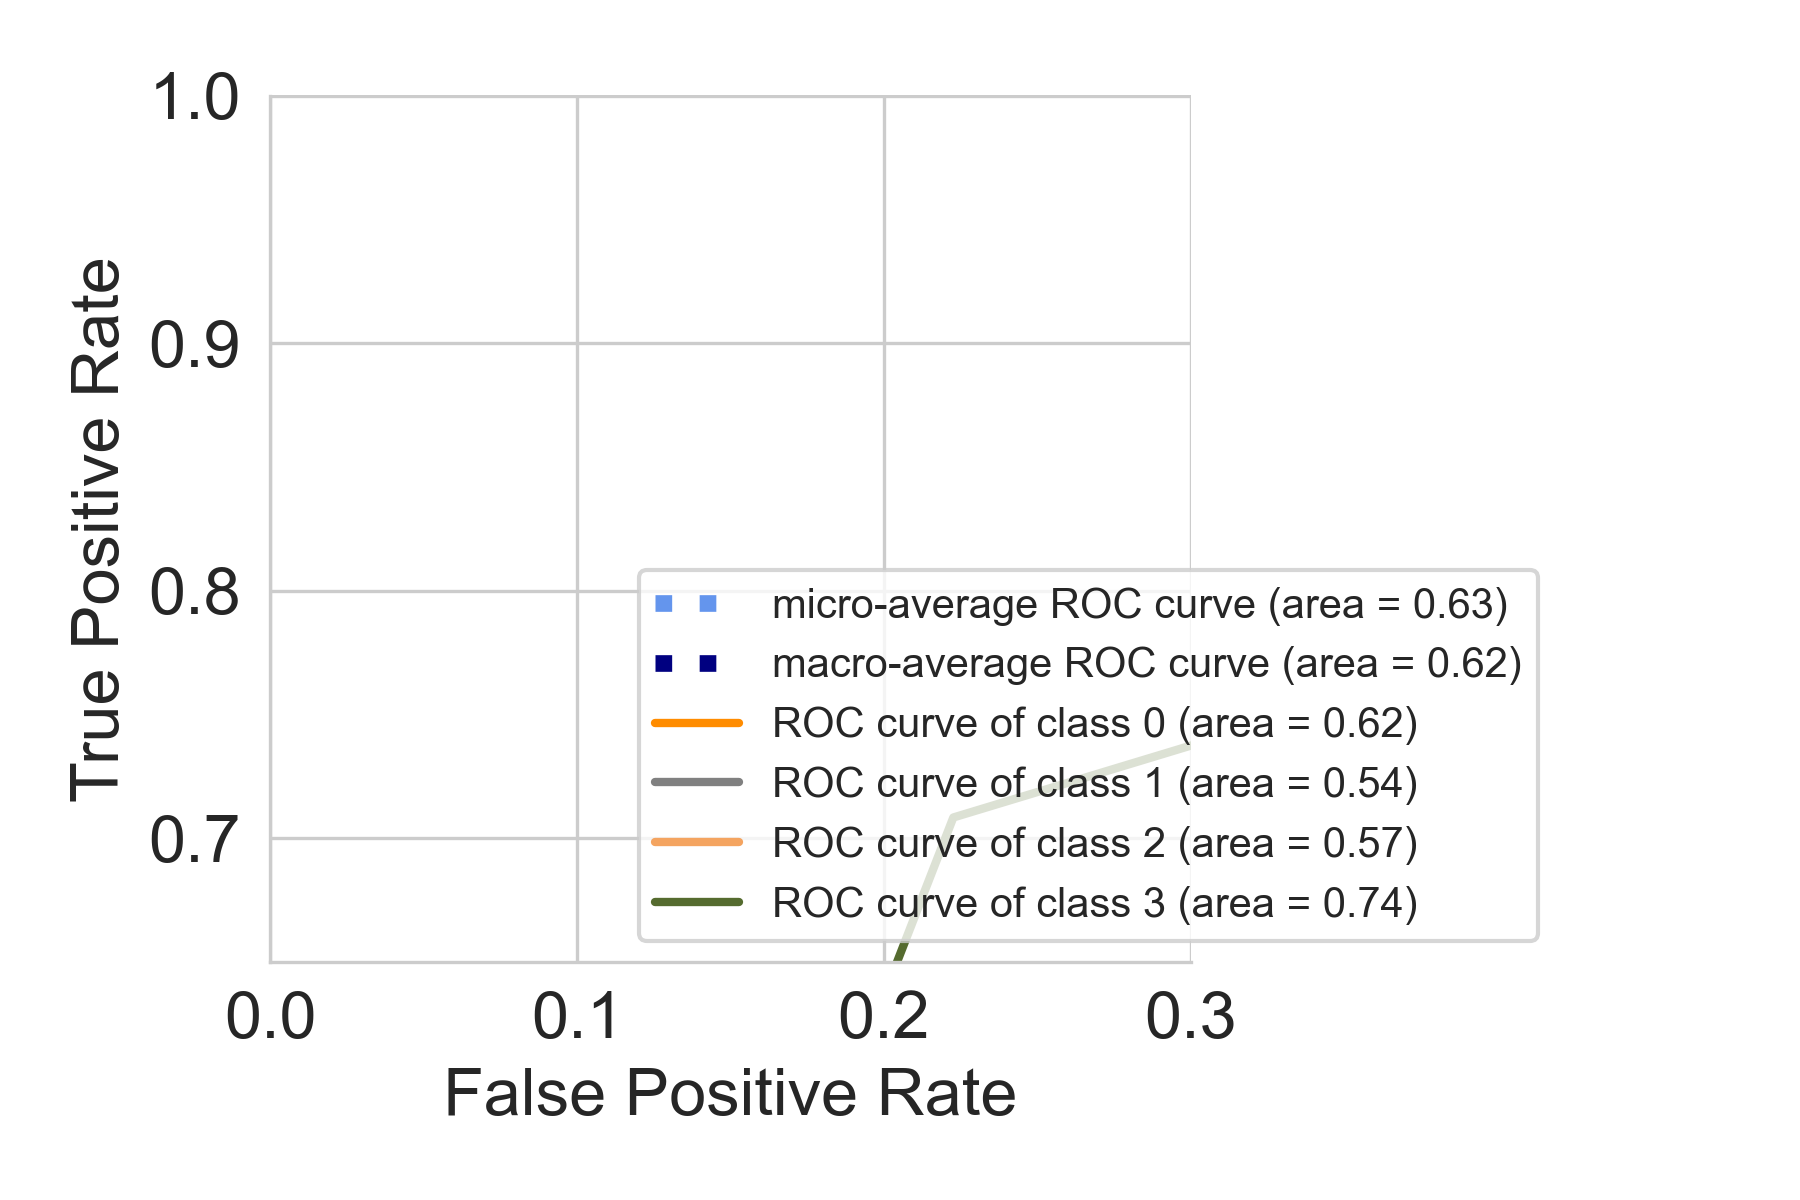 1.0
0.9
0.8
0.7
True Positive Rate
micro-average ROC curve (area = 0.63)
macro-average ROC curve (area = 0.62)
ROC curve of class 0 (area = 0.62)
ROC curve of class 1 (area = 0.54)
ROC curve of class 2 (area = 0.57)
ROC curve of class 3 (area = 0.74)
0.0 0.1 0.2 0.3
False Positive Rate